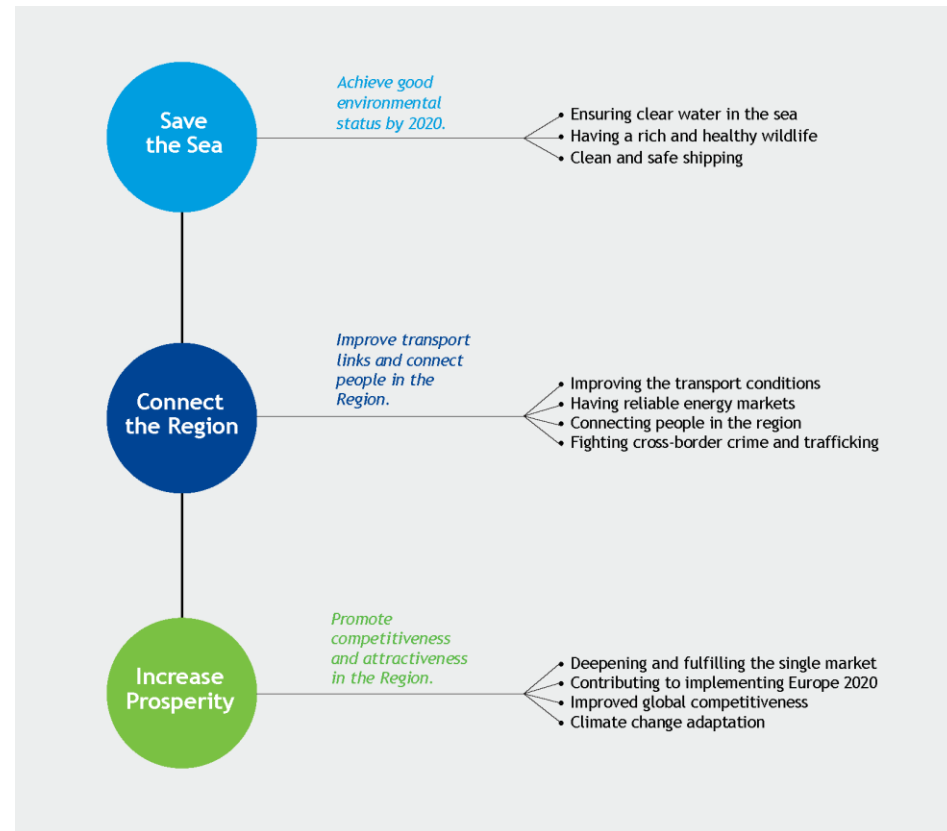 Save
the Sea
Achieve good
environmental
status by 2020.
• Ensuring clear water in the sea
• Having a rich and healthy wildlife
• Clean and safe shipping
Connect
the Region
Improve transport
links and connect
people in the
Region.
• Improving the transport conditions
• Having reliable energy markets
• Connecting people in the region
• Fighting cross-border crime and trafficking
Increase
Prosperity
Promote
competitiveness
and attractiveness
in the Region.
• Deepening and fulfilling the single market
• Contributing to implementing Europe 2020
• Improved global competitiveness
• Climate change adaptation